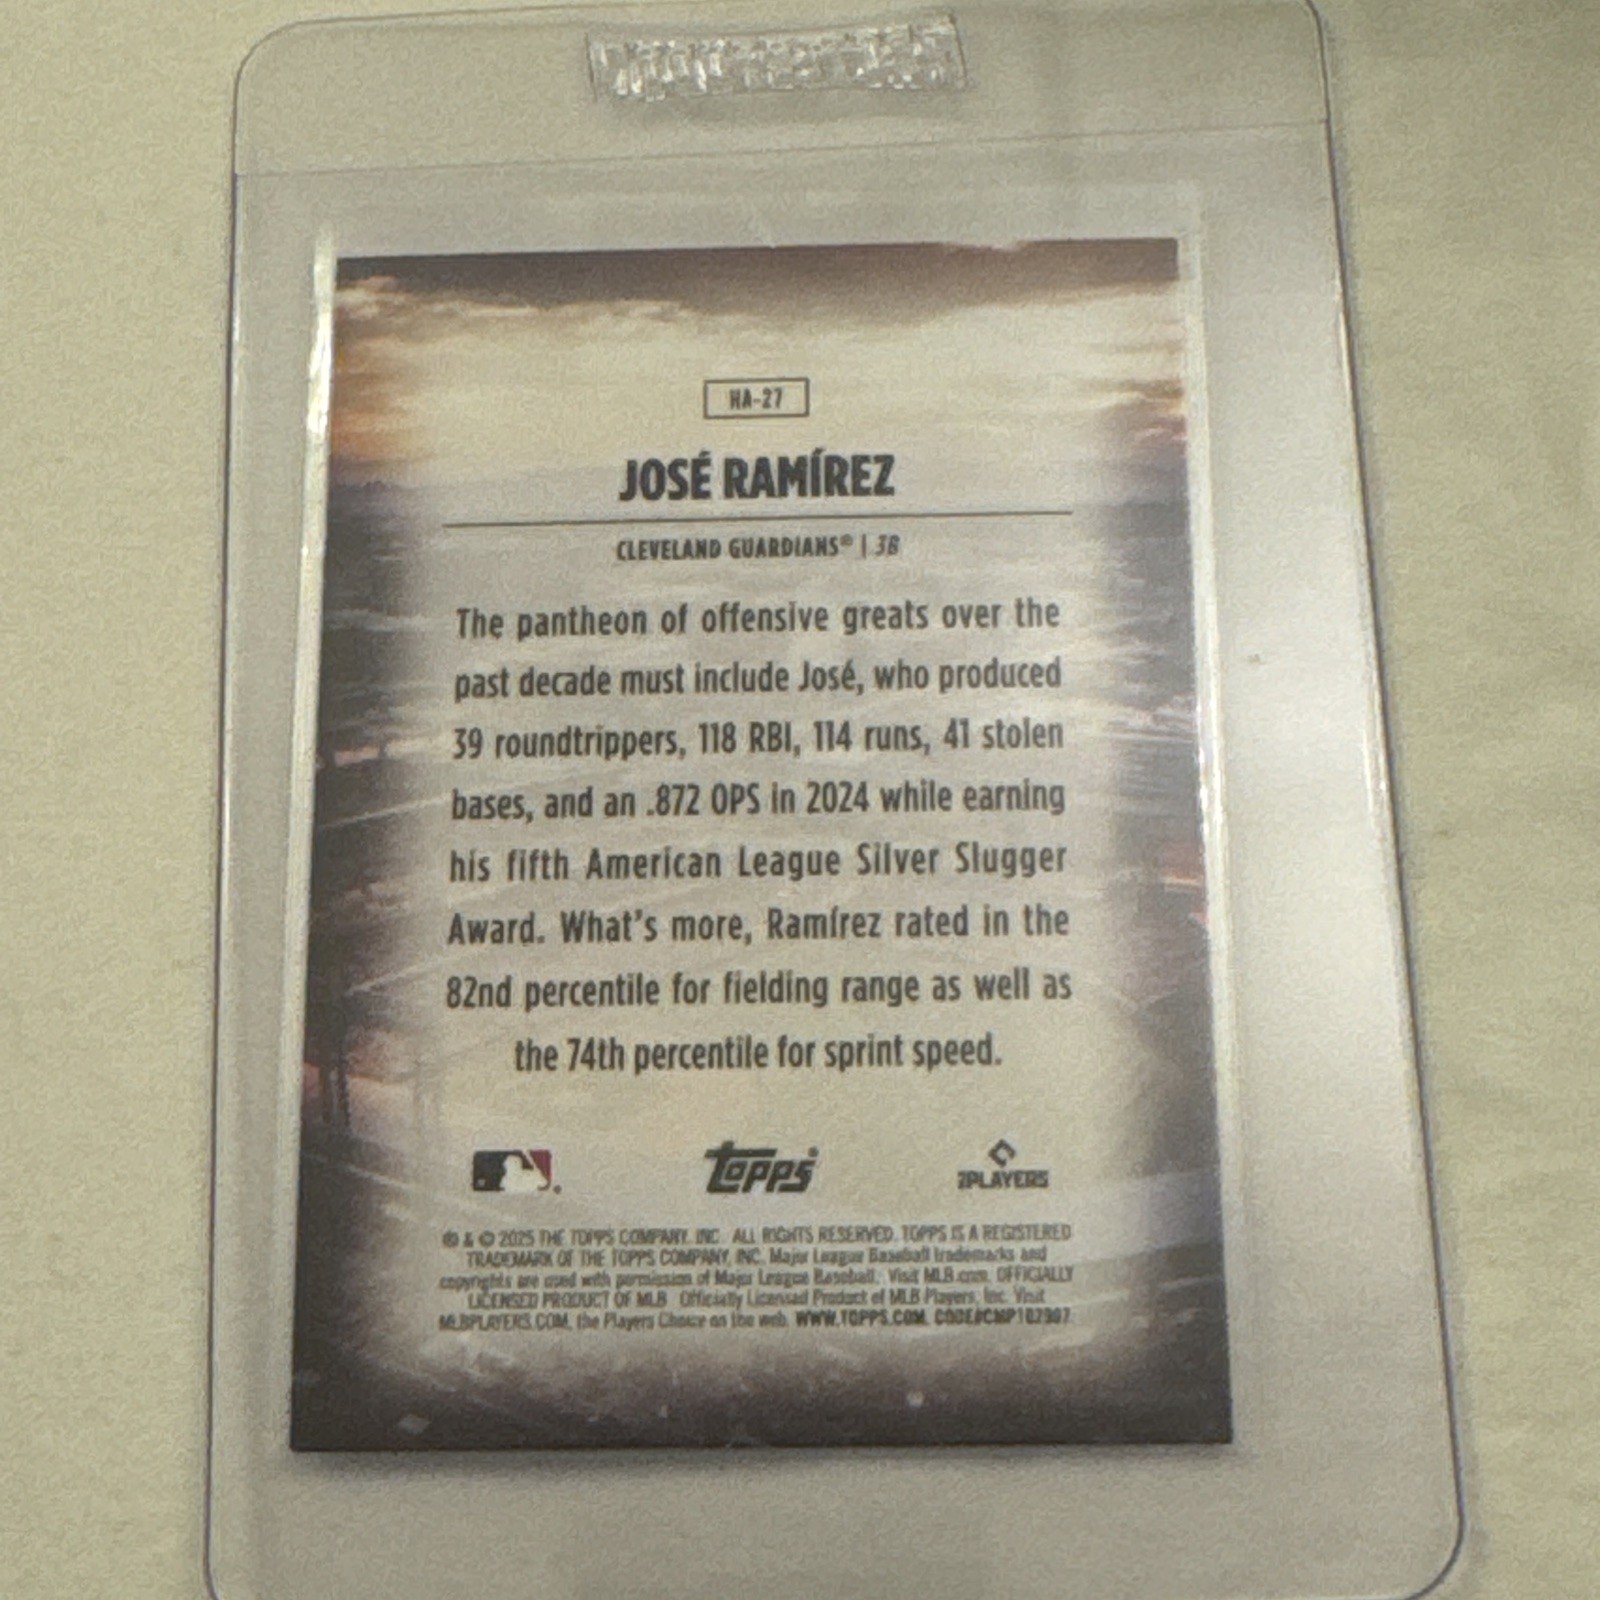 HA-27
JOSÉ RAMÍREZ
CLEVELAND GUARDIANS® | 3B
The pantheon of offensive greats over the
past decade must include José, who produced
39 roundtrippers, 118 RBI, 114 runs, 41 stolen
bases, and an .872 OPS in 2024 while earning
his fifth American League Silver Slugger
Award. What's more, Ramírez rated in the
82nd percentile for fielding range as well as
the 74th percentile for sprint speed.
topps
PLAYERS
® & © 2025 THE TOPPS COMPANY, INC. ALL RIGHTS RESERVED. TOPPS IS A REGISTERED
TRADEMARK OF THE TOPPS COMPANY, INC. Major League Baseball trademarks and
copyrights are used with permission of Major League Baseball. Visit MLB.com. OFFICIALLY
LICENSED PRODUCT OF MLB Officially Licensed Product of MLB Players, Inc. Visit
MLBPLAYERS.COM, the Players Choice on the web. WWW.TOPPS.COM. CODE#CMP107907